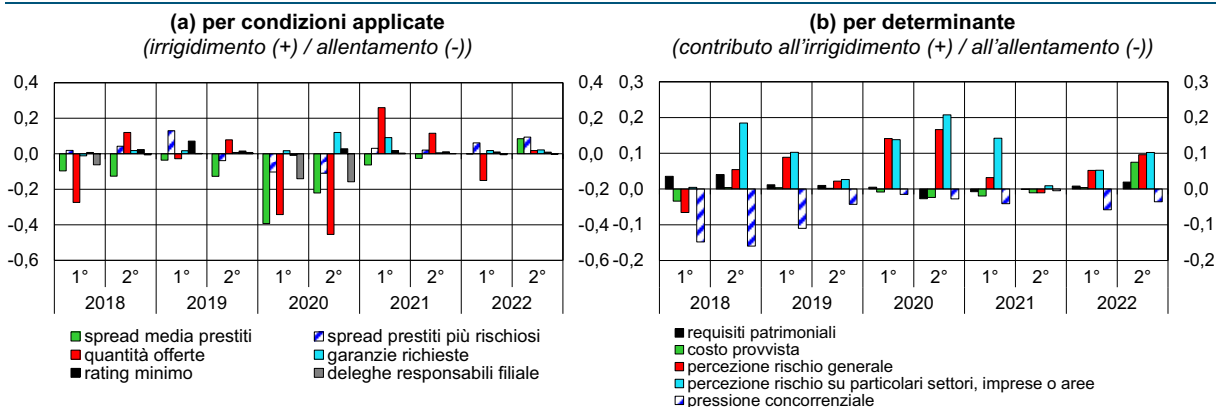 (a) per condizioni applicate
(irrigidimento (+) / allentamento (-))
0,4 0,4
0,2 0,2
0,0 0,0
-0,2 -0,2
-0,4 -0,4
-0,6 -0,6
1° 2° 1° 2° 1° 2° 1° 2° 1° 2°
2018 2019 2020 2021 2022
spread media prestiti spread prestiti più rischiosi
quantità offerte garanzie richieste
rating minimo deleghe responsabili filiale
(b) per determinante
(contributo all'irrigidimento (+) / all'allentamento (-))
0,3 0,3
0,2 0,2
0,1 0,1
0,0 0,0
-0,1 -0,1
-0,2 -0,2
1° 2° 1° 2° 1° 2° 1° 2° 1° 2°
2018 2019 2020 2021 2022
requisiti patrimoniali
costo provvista
percezione rischio generale
percezione rischio su particolari settori, imprese o aree
pressione concorrenziale